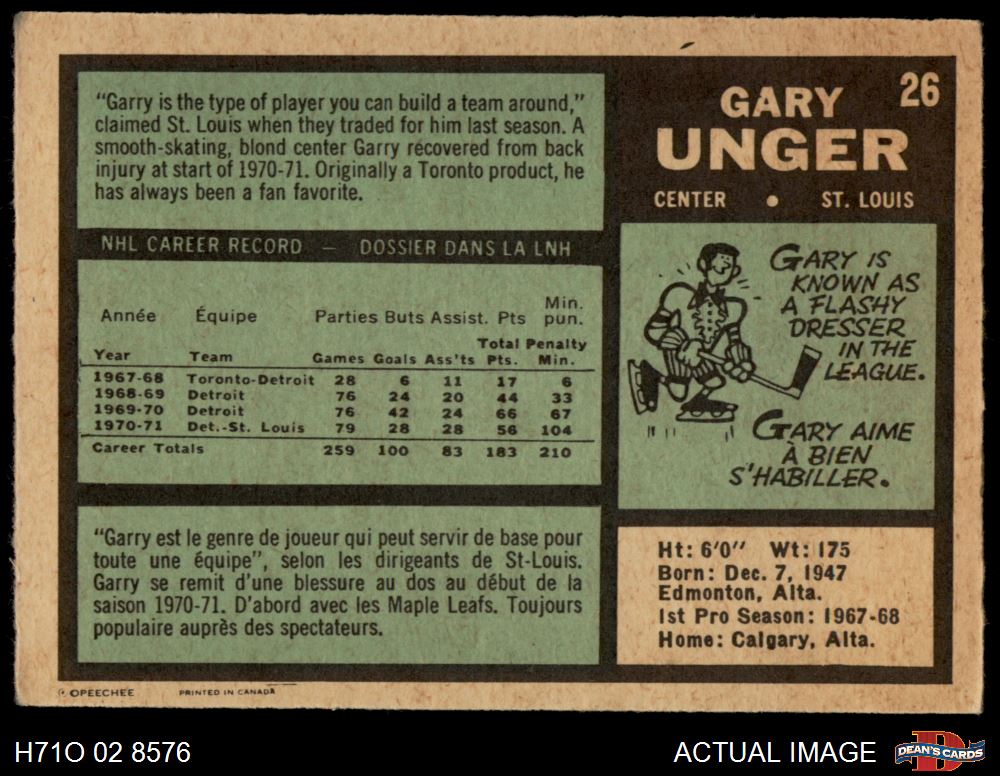 "Garry is the type of player you can build a team around,"
claimed St. Louis when they traded for him last season. A
smooth-skating, blond center Garry recovered from back
injury at start of 1970-71. Originally a Toronto product, he
has always been a fan favorite.
NHL CAREER RECORD — DOSSIER DANS LA LNH
Année Équipe Parties Buts Assist. Pts Min. pun.
Year Team Games Goals Ass'ts Total Pts. Penalty Min.
1967-68 Toronto-Detroit 28 6 11 17 6
1968-69 Detroit 76 24 20 44 33
1969-70 Detroit 76 42 24 66 67
1970-71 Det.-St. Louis 79 28 28 56 104
Career Totals 259 100 83 183 210
"Garry est le genre de joueur qui peut servir de base pour
toute une équipe", selon les dirigeants de St-Louis.
Garry se remit d'une blessure au dos au début de la
saison 1970-71. D'abord avec les Maple Leafs. Toujours
populaire auprès des spectateurs.
26
GARY
UNGER
CENTER • ST. LOUIS
GARY IS
KNOWN AS
A FLASHY
DRESSER
IN THE
LEAGUE.
GARY AIME
À BIEN
S'HABILLER.
Ht: 6'0" Wt: 175
Born: Dec. 7, 1947
Edmonton, Alta.
1st Pro Season: 1967-68
Home: Calgary, Alta.
© OPEECHEE PRINTED IN CANADA
H71O 02 8576
ACTUAL IMAGE
DEAN'S CARDS